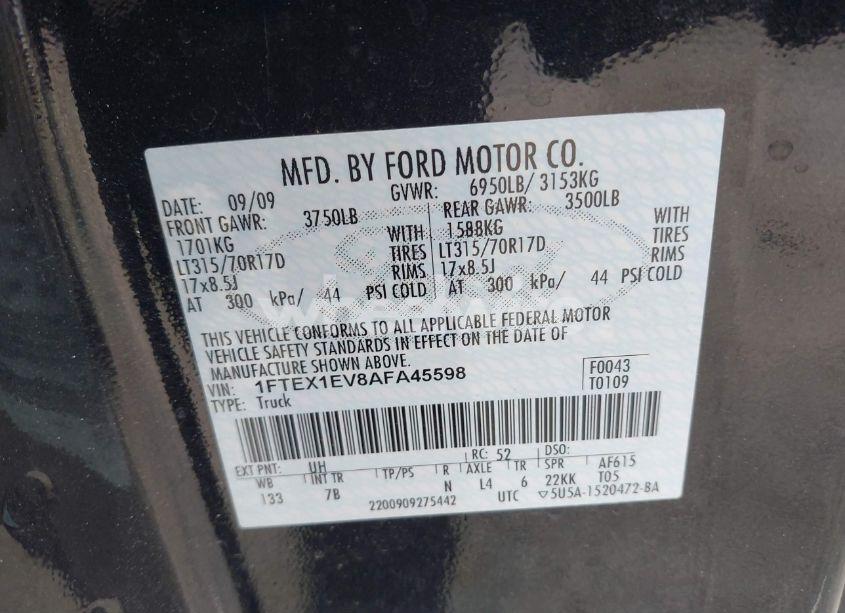 MFD. BY FORD MOTOR CO.
DATE: 09/09 GVWR: 6950LB/ 3153KG
FRONT GAWR: 3750LB REAR GAWR: 3500LB
1701KG WITH 1588KG WITH
LT315/70R17D TIRES LT315/70R17D TIRES
17x8.5J RIMS 17x8.5J RIMS
AT 300 kPa/ 44 PSI COLD AT 300 kPa/ 44 PSI COLD
THIS VEHICLE CONFORMS TO ALL APPLICABLE FEDERAL MOTOR
VEHICLE SAFETY STANDARDS IN EFFECT ON THE DATE OF
MANUFACTURE SHOWN ABOVE.
VIN: 1FTEX1EV8AFA45598 F0043
TYPE: Truck T0109
EXT PNT: UH RC: 52 DSO:
WB INT TR TP/PS R AXLE TR SPR AF615
133 7B N L4 6 22KK T05
2200909275442 UTC ▽5U5A-1520472-BA